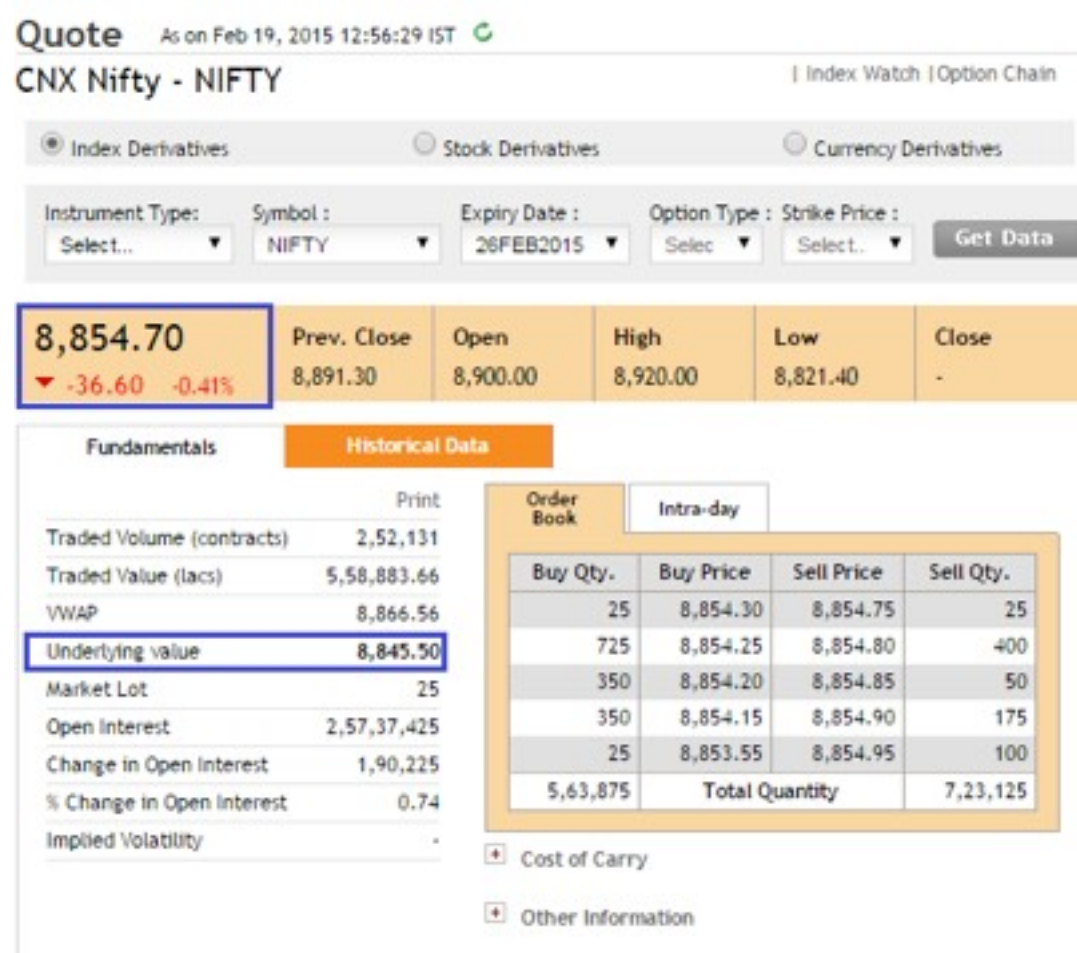 Quote As on Feb 19, 2015 12:56:29 IST
CNX Nifty - NIFTY | Index Watch | Option Chain
Index Derivatives Stock Derivatives Currency Derivatives
Instrument Type: Symbol : Expiry Date : Option Type : Strike Price :
Select... NIFTY 26FEB2015 Selec Select.. Get Data
8,854.70 Prev. Close Open High Low Close
-36.60 -0.41% 8,891.30 8,900.00 8,920.00 8,821.40 -
Fundamentals Historical Data
Print
Traded Volume (contracts) 2,52,131
Traded Value (lacs) 5,58,883.66
VWAP 8,866.56
Underlying value 8,845.50
Market Lot 25
Open Interest 2,57,37,425
Change in Open Interest 1,90,225
% Change in Open Interest 0.74
Implied Volatility -
Order Book Intra-day
Buy Qty. Buy Price Sell Price Sell Qty.
25 8,854.30 8,854.75 25
725 8,854.25 8,854.80 400
350 8,854.20 8,854.85 50
350 8,854.15 8,854.90 175
25 8,853.55 8,854.95 100
5,63,875 Total Quantity 7,23,125
Cost of Carry
Other Information